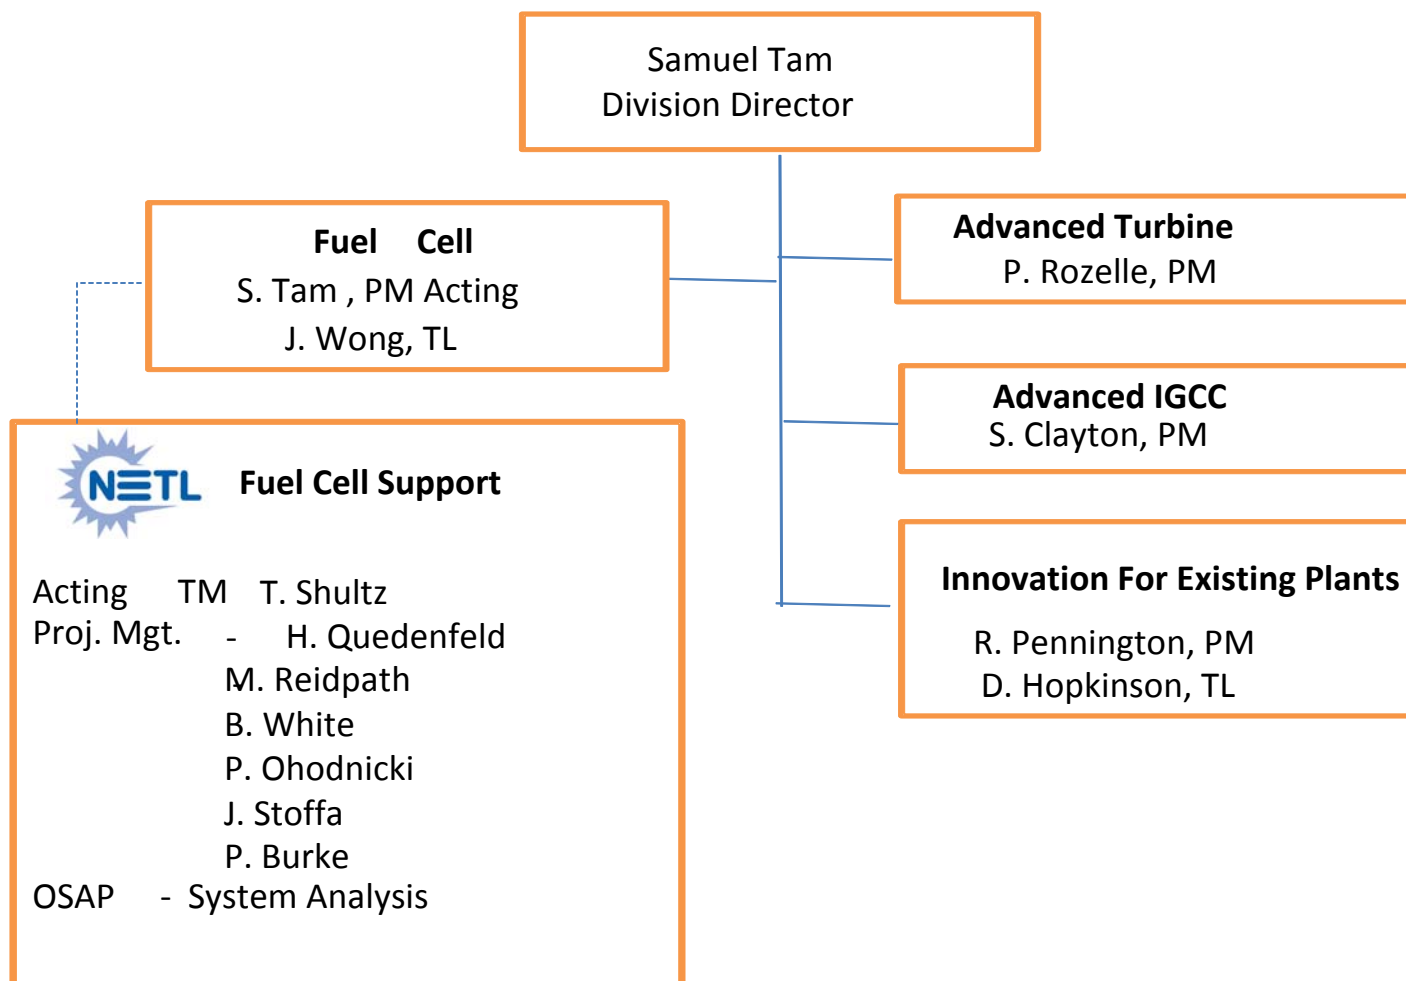 Samuel Tam
Division Director
Fuel Cell
S. Tam , PM Acting
J. Wong, TL
Advanced Turbine
P. Rozelle, PM
Advanced IGCC
S. Clayton, PM
Innovation For Existing Plants
R. Pennington, PM
D. Hopkinson, TL
NETL
Fuel Cell Support
Acting TM T. Shultz
Proj. Mgt. - H. Quedenfeld
- M. Reidpath
B. White
P. Ohodnicki
J. Stoffa
P. Burke
OSAP - System Analysis